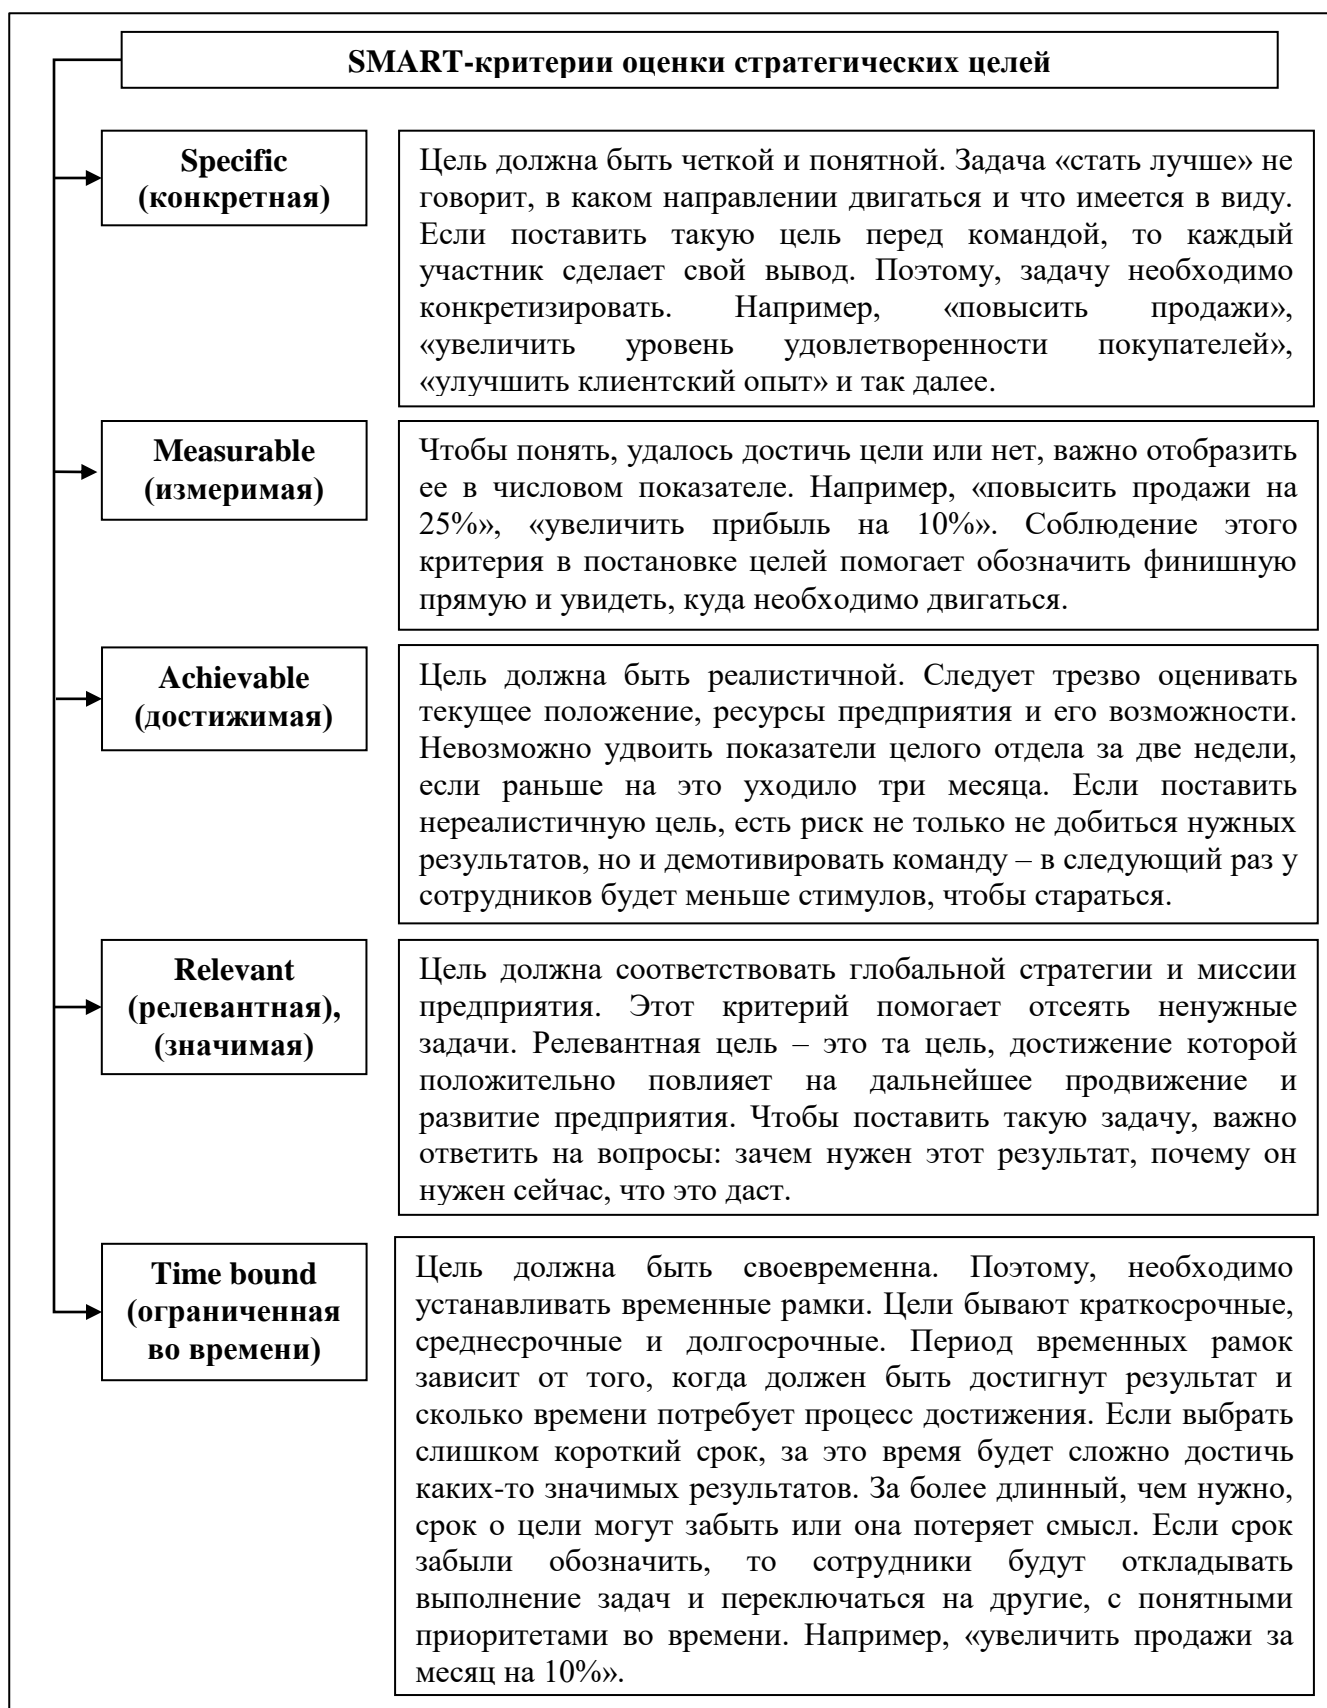 SMART-критерии оценки стратегических целей
Specific
(конкретная)
Цель должна быть четкой и понятной. Задача «стать лучше» не
говорит, в каком направлении двигаться и что имеется в виду.
Если поставить такую цель перед командой, то каждый
участник сделает свой вывод. Поэтому, задачу необходимо
конкретизировать. Например, «повысить продажи»,
«увеличить уровень удовлетворенности покупателей»,
«улучшить клиентский опыт» и так далее.
Measurable
(измеримая)
Чтобы понять, удалось достичь цели или нет, важно отобразить
ее в числовом показателе. Например, «повысить продажи на
25%», «увеличить прибыль на 10%». Соблюдение этого
критерия в постановке целей помогает обозначить финишную
прямую и увидеть, куда необходимо двигаться.
Achievable
(достижимая)
Цель должна быть реалистичной. Следует трезво оценивать
текущее положение, ресурсы предприятия и его возможности.
Невозможно удвоить показатели целого отдела за две недели,
если раньше на это уходило три месяца. Если поставить
нереалистичную цель, есть риск не только не добиться нужных
результатов, но и демотивировать команду – в следующий раз у
сотрудников будет меньше стимулов, чтобы стараться.
Relevant
(релевантная),
(значимая)
Цель должна соответствовать глобальной стратегии и миссии
предприятия. Этот критерий помогает отсеять ненужные
задачи. Релевантная цель – это та цель, достижение которой
положительно повлияет на дальнейшее продвижение и
развитие предприятия. Чтобы поставить такую задачу, важно
ответить на вопросы: зачем нужен этот результат, почему он
нужен сейчас, что это даст.
Time bound
(ограниченная
во времени)
Цель должна быть своевременна. Поэтому, необходимо
устанавливать временные рамки. Цели бывают краткосрочные,
среднесрочные и долгосрочные. Период временных рамок
зависит от того, когда должен быть достигнут результат и
сколько времени потребует процесс достижения. Если выбрать
слишком короткий срок, за это время будет сложно достичь
каких-то значимых результатов. За более длинный, чем нужно,
срок о цели могут забыть или она потеряет смысл. Если срок
забыли обозначить, то сотрудники будут откладывать
выполнение задач и переключаться на другие, с понятными
приоритетами во времени. Например, «увеличить продажи за
месяц на 10%».